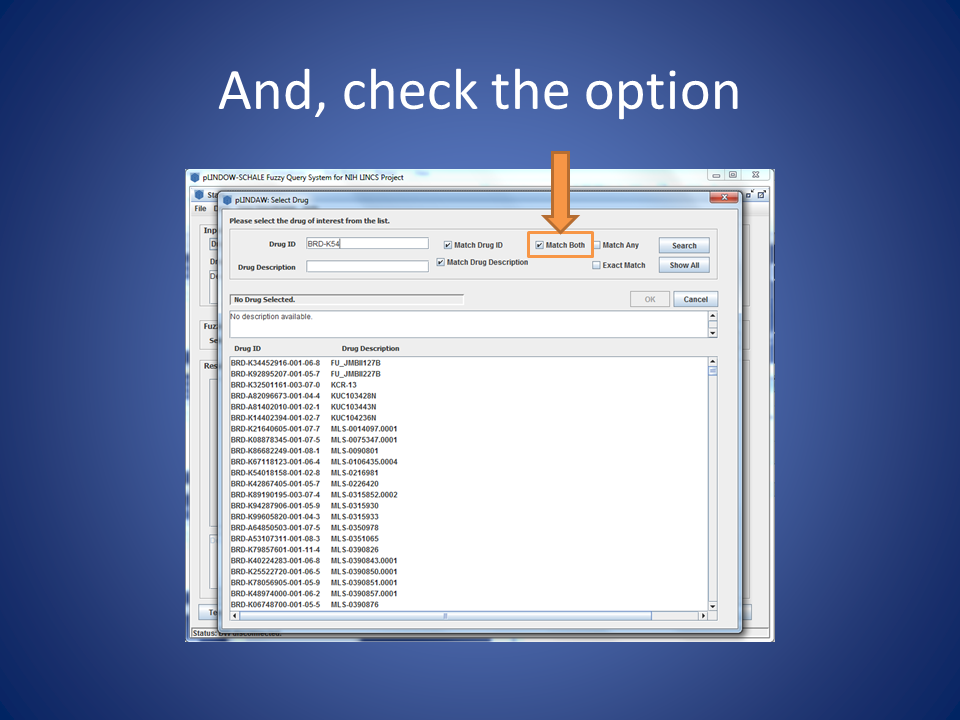 And, check the option
pLINDOW-SCHALE Fuzzy Query System for NIH LINCS Project
pLINDAW: Select Drug
File
Please select the drug of interest from the list.
Drug ID BRD-K54 Match Drug ID Match Both Match Any Search
Drug Description Match Drug Description Exact Match Show All
No Drug Selected. OK Cancel
No description available.
Drug ID Drug Description
BRD-K34452916-001-06-8 FU_JMBII127B
BRD-K92895207-001-05-7 FU_JMBII227B
BRD-K32501161-003-07-0 KCR-13
BRD-A82096673-001-04-4 KUC103428N
BRD-A81402010-001-02-1 KUC103443N
BRD-K14402394-001-02-7 KUC104236N
BRD-K21640605-001-07-7 MLS-0014097.0001
BRD-K08878345-001-07-5 MLS-0075347.0001
BRD-K86682249-001-08-1 MLS-0090801
BRD-K67118123-001-06-4 MLS-0106435.0004
BRD-K54018158-001-02-8 MLS-0216981
BRD-K42867405-001-05-7 MLS-0226420
BRD-K89190195-003-07-4 MLS-0315852.0002
BRD-K94287906-001-05-9 MLS-0315930
BRD-K99605820-001-04-3 MLS-0315933
BRD-A64850503-001-07-5 MLS-0350978
BRD-A53107311-001-08-3 MLS-0351065
BRD-K79857601-001-11-4 MLS-0390826
BRD-K40224283-001-06-8 MLS-0390843.0001
BRD-K25522720-001-06-5 MLS-0390850.0001
BRD-K78056905-001-05-9 MLS-0390851.0001
BRD-K48974000-001-06-2 MLS-0390857.0001
BRD-K06748700-001-05-5 MLS-0390876
Status: